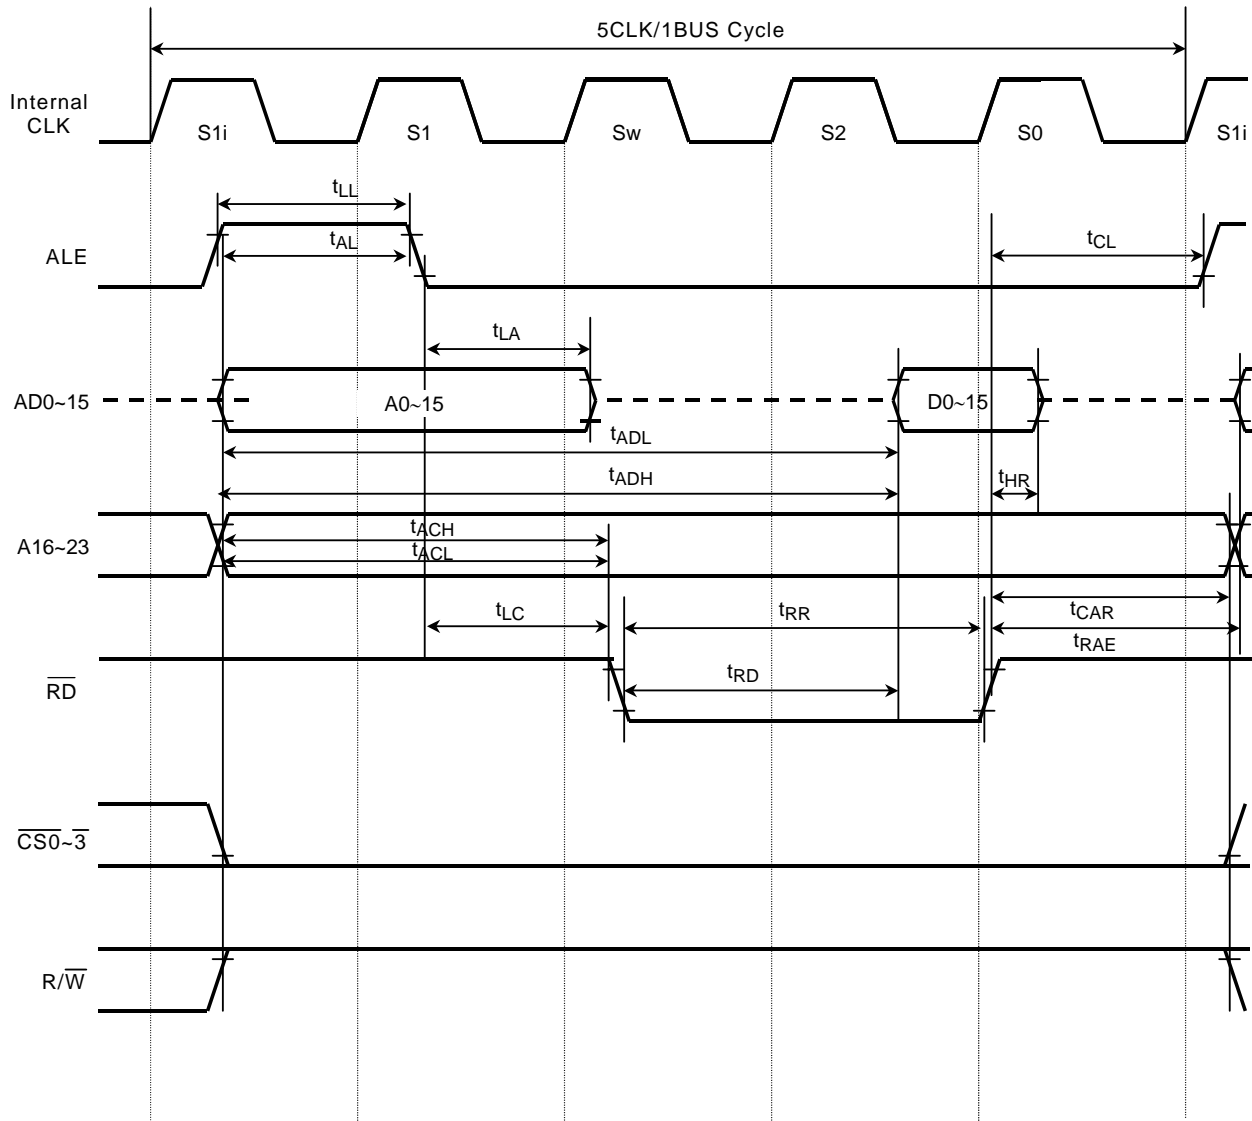 5CLK/1BUS Cycle
Internal
CLK
S1i S1 Sw S2 S0 S1i
tLL
ALE
tAL
tCL
tLA
AD0~15
A0~15
D0~15
tADL
tADH
tHR
A16~23
tACH
tACL
tLC
tRR
tCAR
tRAE
RD
tRD
CS0~3
R/W